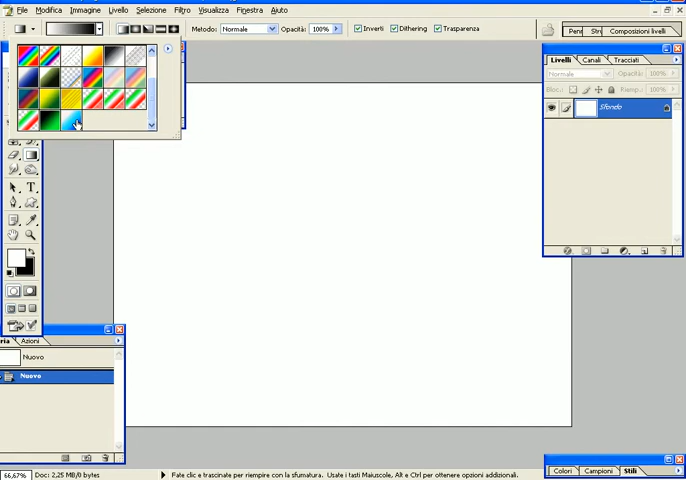 File Modifica Immagine Livello Selezione Filtro Visualizza Finestra Aiuto
Metodo: Normale Opacità: 100% Inverti Dithering Trasparenza
Composizioni livelli
Livelli Canali Tracciati
Normale Opacità: 100%
Bloc.: Riemp.: 100%
Sfondo
Azioni
Nuovo
Nuovo
Colori Campioni Stili
66,67% Doc: 2,25 MB/0 bytes Fate clic e trascinate per riempire con la sfumatura. Usate i tasti Maiuscole, Alt e Ctrl per ottenere opzioni addizionali.